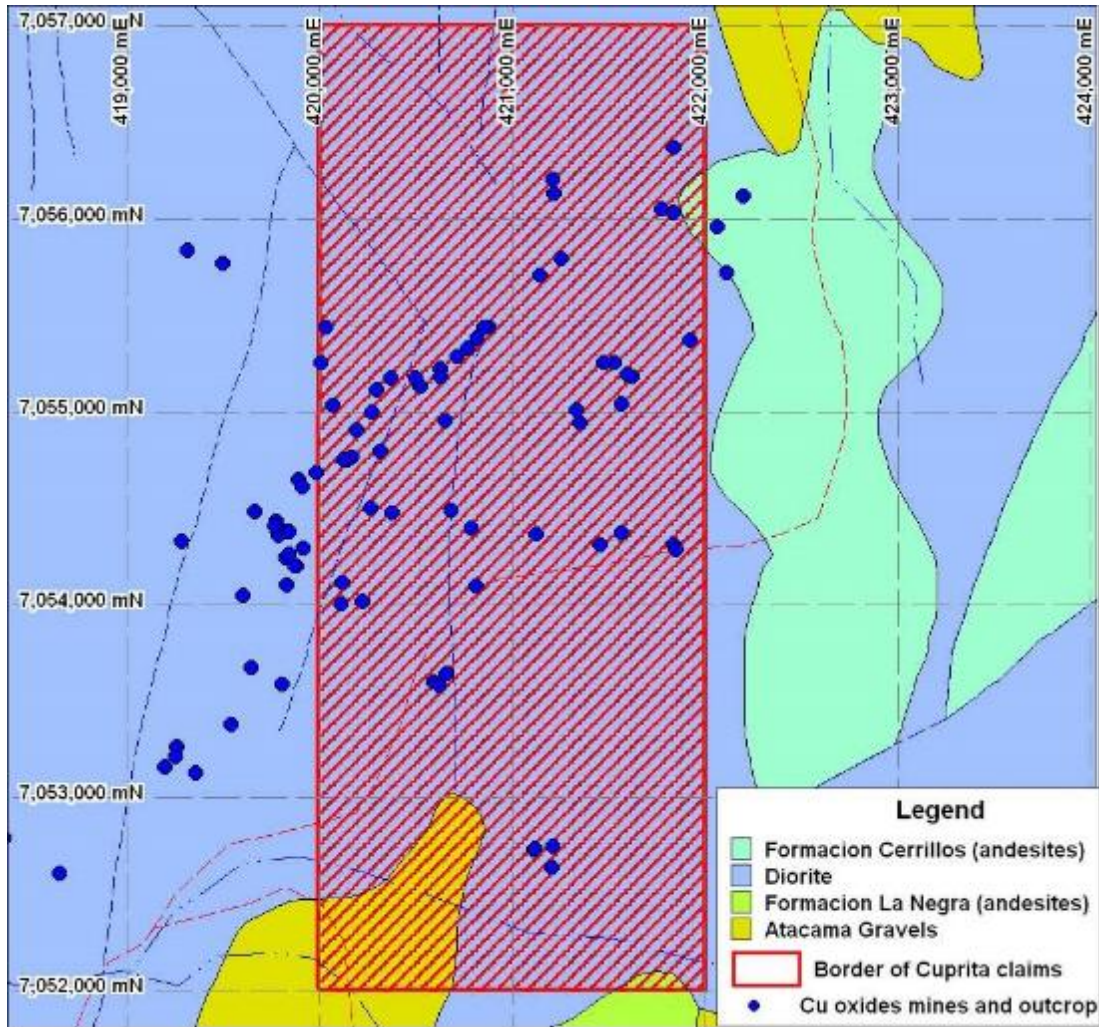 7,057,000 mN
419,000 mE
420,000 mE
421,000 mE
422,000 mE
423,000 mE
424,000 mE
7,056,000 mN
7,055,000 mN
7,054,000 mN
7,053,000 mN
7,052,000 mN
Legend
Formacion Cerrillos (andesites)
Diorite
Formacion La Negra (andesites)
Atacama Gravels
Border of Cuprita claims
Cu oxides mines and outcrop